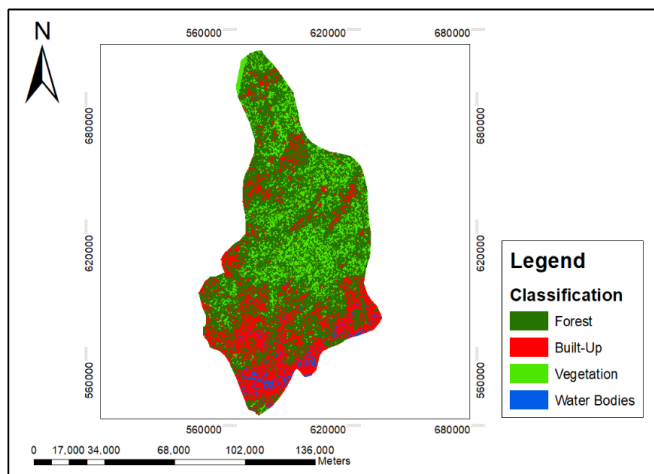 N
560000 620000 680000
680000
680000
620000
620000
560000
560000
560000 620000 680000
Legend
Classification
Forest
Built-Up
Vegetation
Water Bodies
0 17,000 34,000 68,000 102,000 136,000
Meters